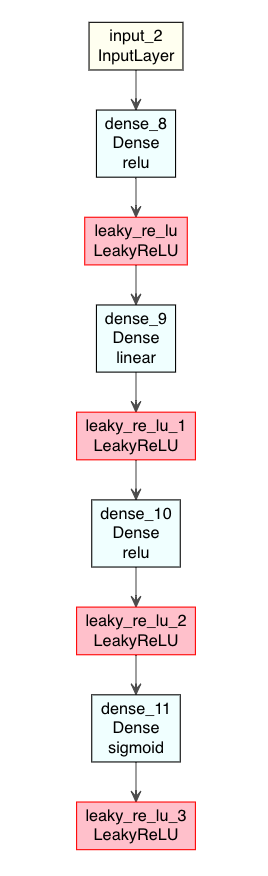 input_2
InputLayer
dense_8
Dense
relu
leaky_re_lu
LeakyReLU
dense_9
Dense
linear
leaky_re_lu_1
LeakyReLU
dense_10
Dense
relu
leaky_re_lu_2
LeakyReLU
dense_11
Dense
sigmoid
leaky_re_lu_3
LeakyReLU